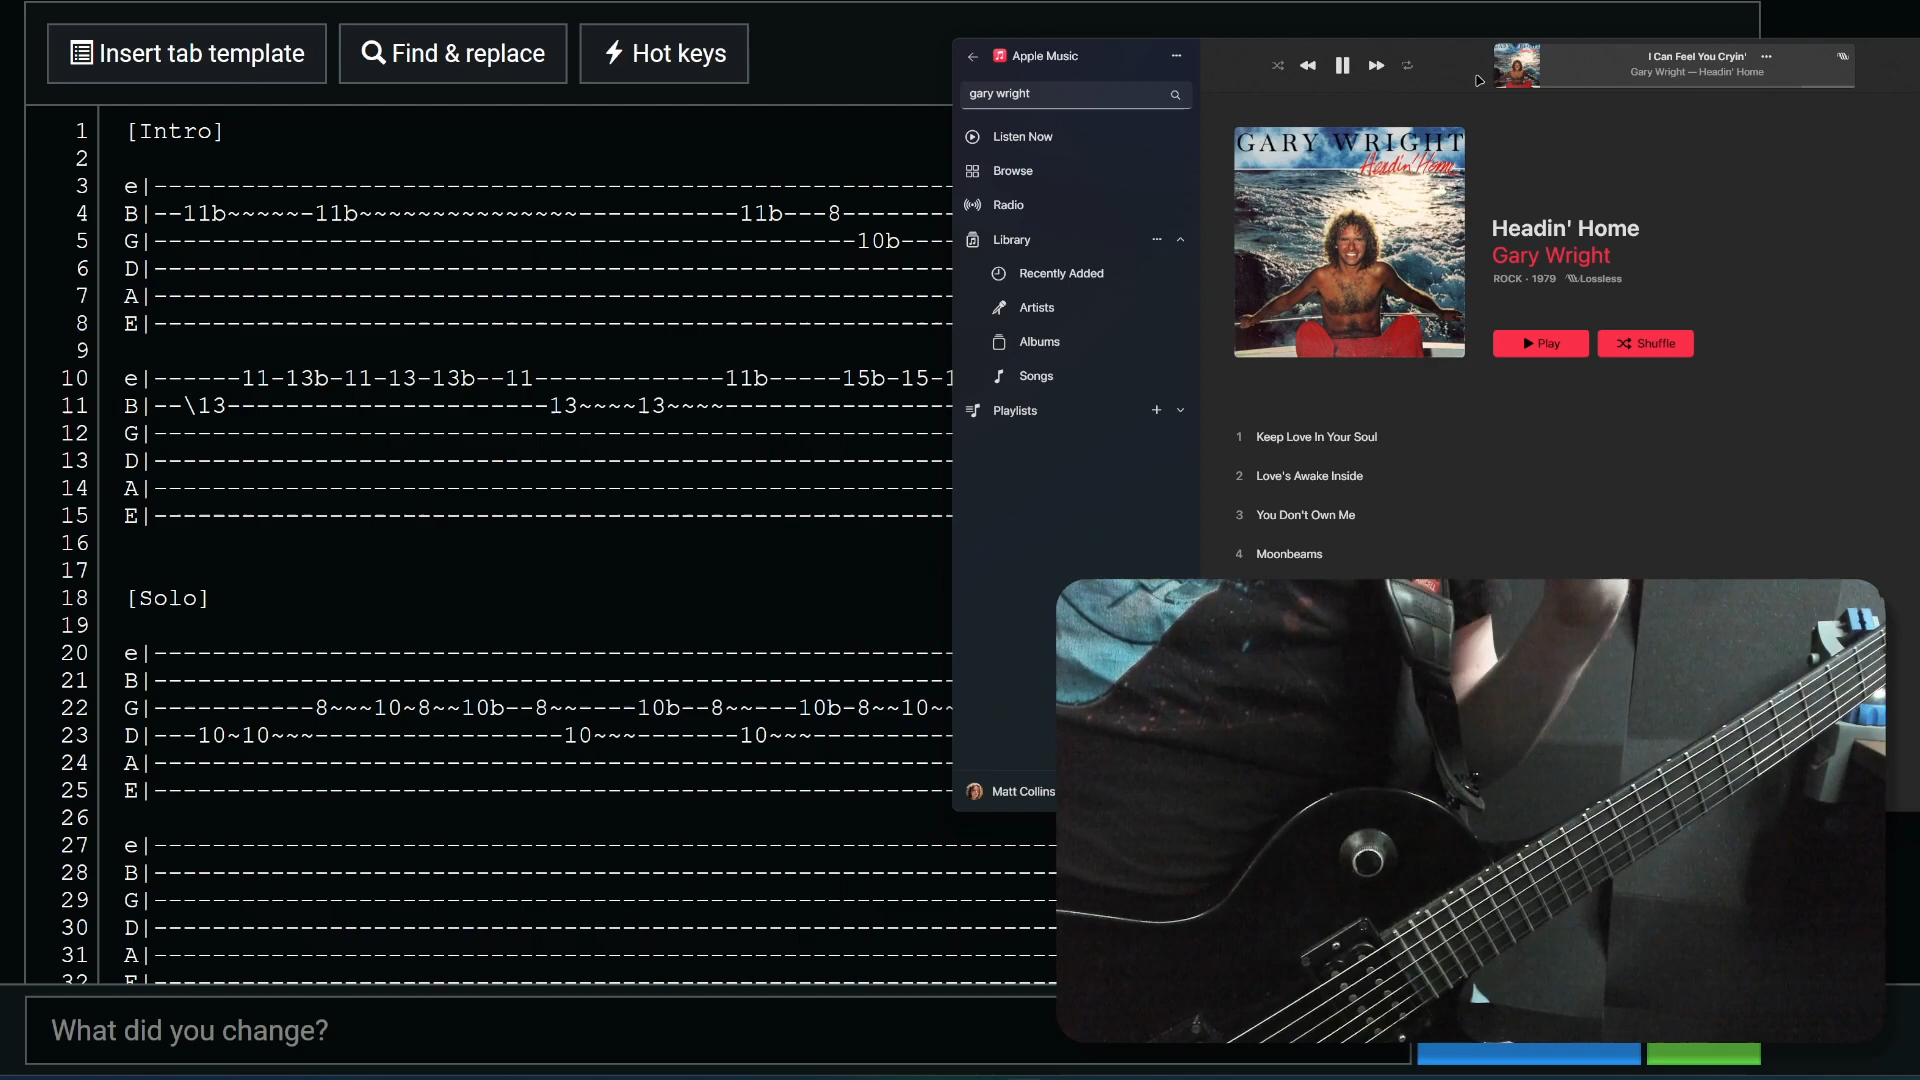 Insert tab template
Find & replace
Hot keys
1 [Intro]
2
3 e|-------------------------------------------------------
4 B|--11b~~~~~--11b~~~~~~~~~~~~~~~-----------11b---8--------
5 G|------------------------------------------------10b----
6 D|-------------------------------------------------------
7 A|-------------------------------------------------------
8 E|-------------------------------------------------------
9
10 e|------11-13b-11-13-13b--11-------------11b-----15b-15-1
11 B|--\13----------------------13~~~~13~~~~----------------
12 G|-------------------------------------------------------
13 D|-------------------------------------------------------
14 A|-------------------------------------------------------
15 E|-------------------------------------------------------
16
17
18 [Solo]
19
20 e|-------------------------------------------------------
21 B|-------------------------------------------------------
22 G|-----------8~~~10~8~~10b--8~~-----10b--8~~-----10b-8~~10~~
23 D|---10~10~~~-----------------10~~~-------10~~~----------
24 A|-------------------------------------------------------
25 E|-------------------------------------------------------
26
27 e|--------------------------------------------------------------
28 B|--------------------------------------------------------------
29 G|--------------------------------------------------------------
30 D|--------------------------------------------------------------
31 A|--------------------------------------------------------------
32 E|--------------------------------------------------------------
What did you change?
Apple Music
gary wright
Listen Now
Browse
Radio
Library
Recently Added
Artists
Albums
Songs
Playlists
Matt Collins
I Can Feel You Cryin'
Gary Wright — Headin' Home
GARY WRIGHT
Headin' Home
Headin' Home
Gary Wright
ROCK · 1979 Lossless
Play
Shuffle
1 Keep Love In Your Soul
2 Love's Awake Inside
3 You Don't Own Me
4 Moonbeams